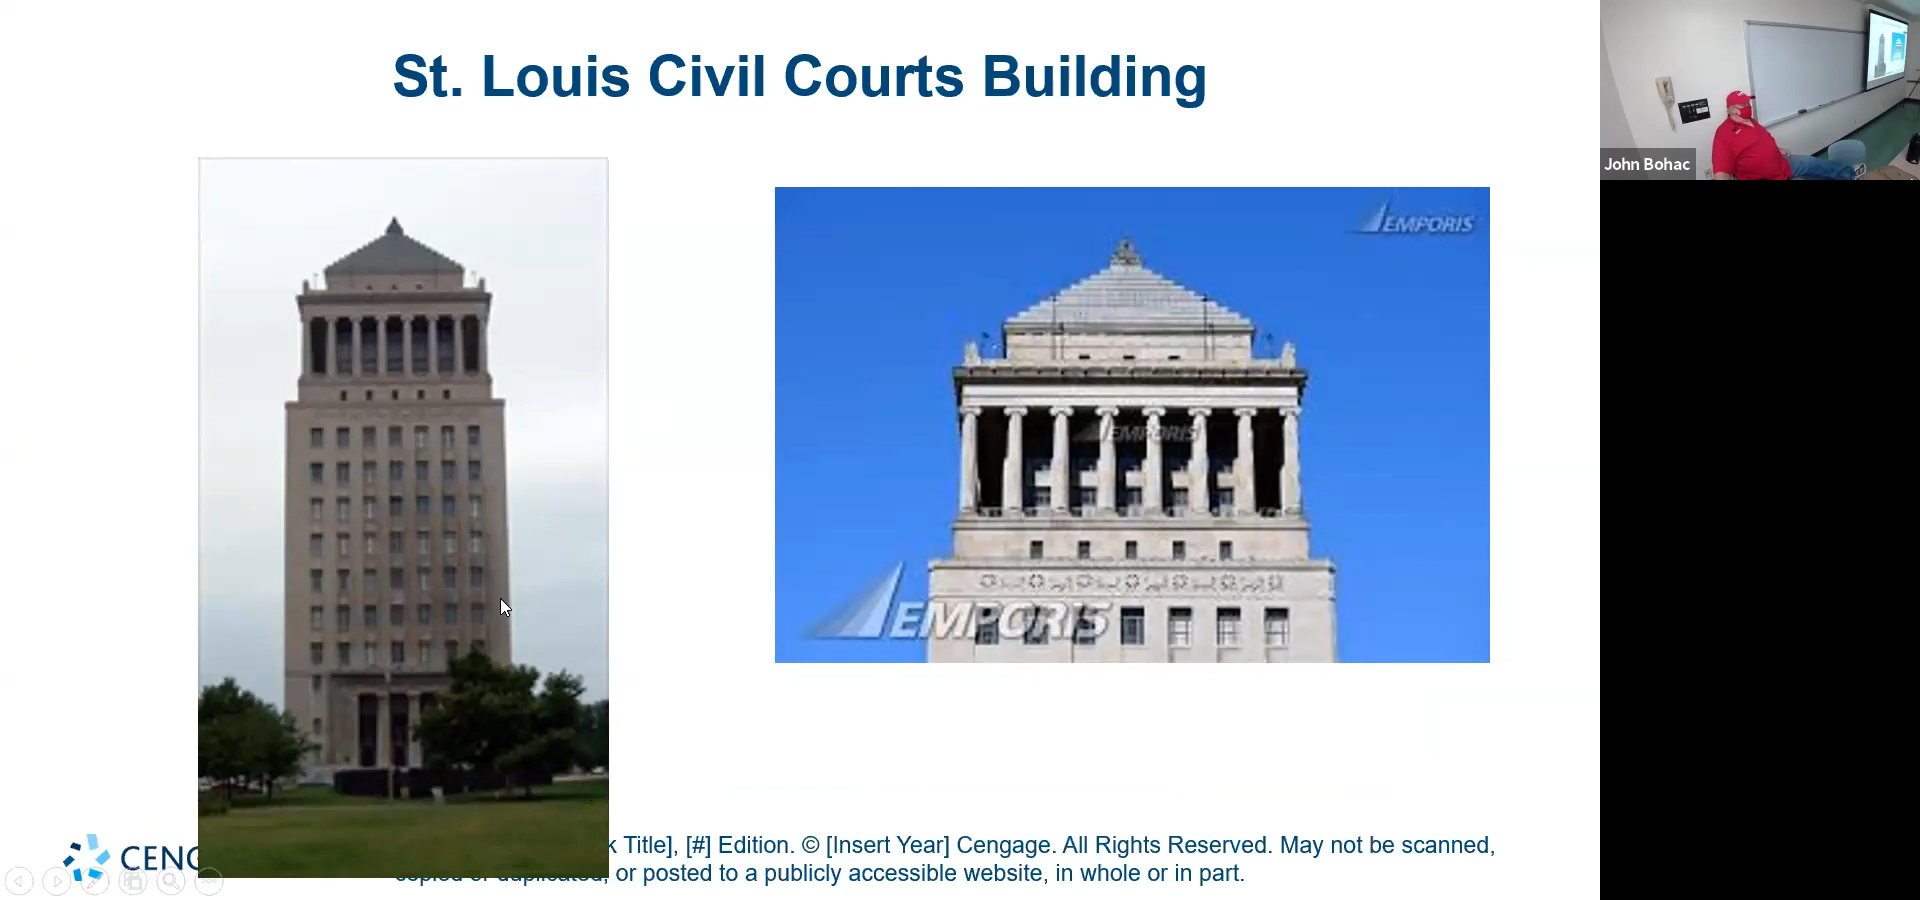 St. Louis Civil Courts Building
EMPORIS
EMPORIS
EMPORIS
John Bohac
CENG
Title], [#] Edition. © [Insert Year] Cengage. All Rights Reserved. May not be scanned,
copied or duplicated, or posted to a publicly accessible website, in whole or in part.